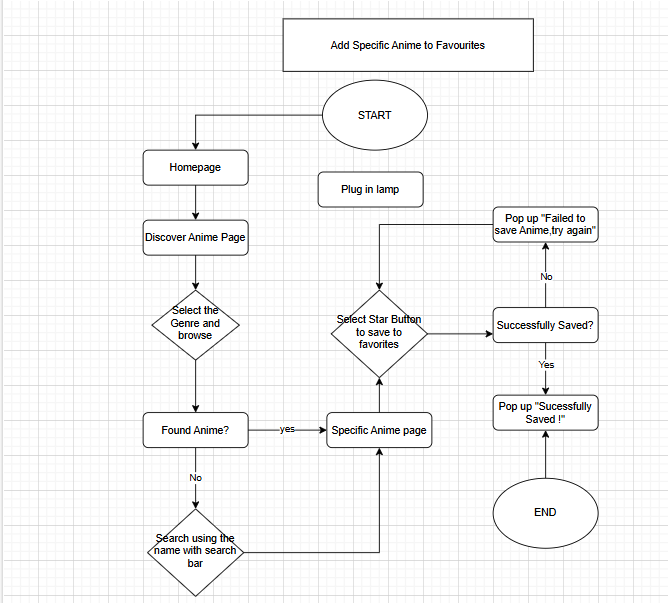 Add Specific Anime to Favourites
START
Homepage
Plug in lamp
Discover Anime Page
Pop up "Failed to
save Anime,try again"
No
Select the
Genre and
browse
Select Star Button
to save to
favorites
Successfully Saved?
Yes
Pop up "Sucessfully
Saved !"
Found Anime?
yes
Specific Anime page
No
Search using the
name with search
bar
END